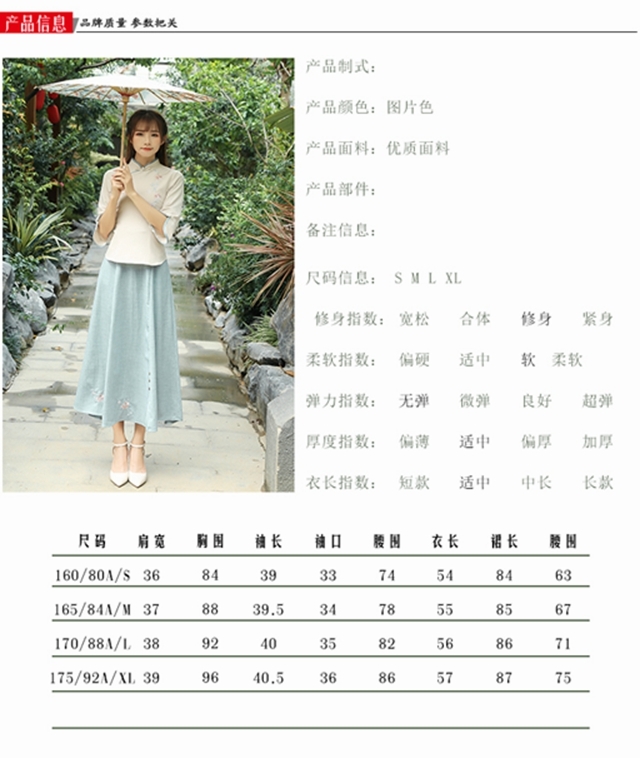 产品信息 品牌质量 参数把关
产品制式：
产品颜色：图片色
产品面料：优质面料
产品部件：
备注信息：
尺码信息： S M L XL
修身指数： 宽松 合体 修身 紧身
柔软指数： 偏硬 适中 软 柔软
弹力指数： 无弹 微弹 良好 超弹
厚度指数： 偏薄 适中 偏厚 加厚
衣长指数： 短款 适中 中长 长款
尺码 肩宽 胸围 袖长 袖口 腰围 衣长 裙长 腰围
160/80A/S 36 84 39 33 74 54 84 63
165/84A/M 37 88 39.5 34 78 55 85 67
170/88A/L 38 92 40 35 82 56 86 71
175/92A/XL 39 96 40.5 36 86 57 87 75